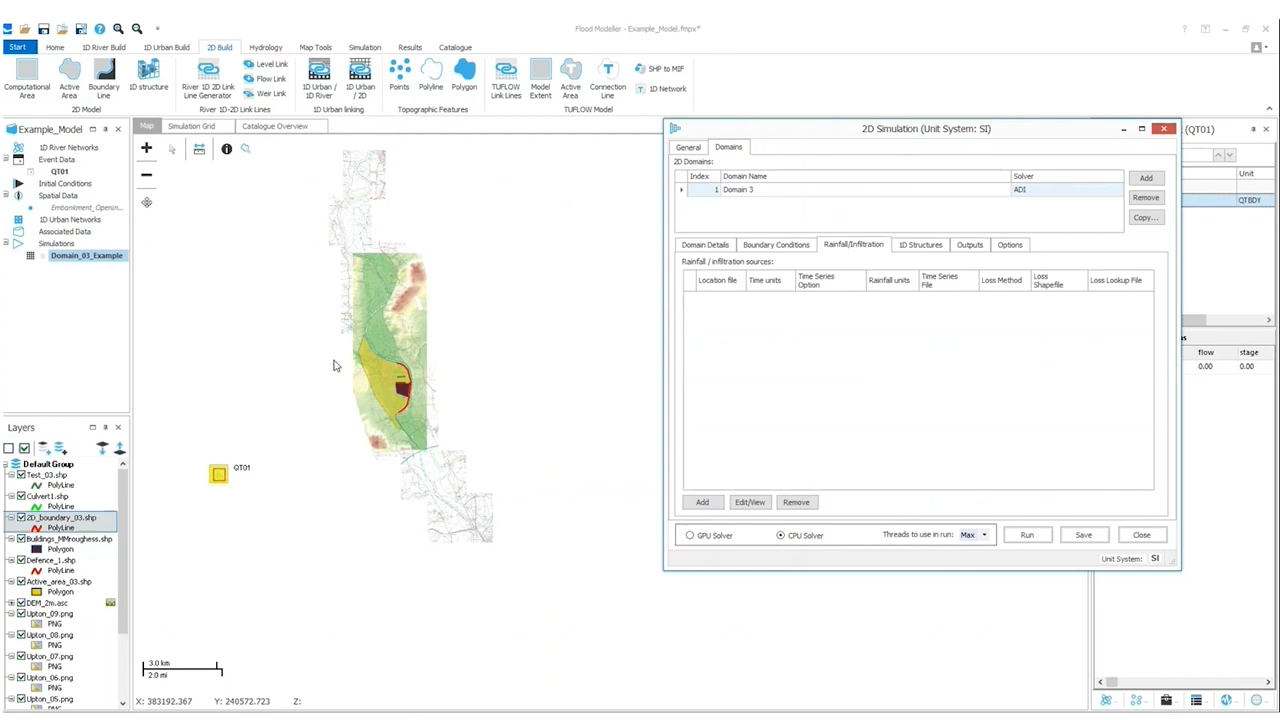 Flood Modeller - Example_Model.fmpx*
Start Home 1D River Build 1D Urban Build 2D Build Hydrology Map Tools Simulation Results Catalogue
Computational Area
Active Area
Boundary Line
1D structure
2D Model
River 1D 2D Link Line Generator
Level Link
Flow Link
Weir Link
River 1D-2D Link Lines
1D Urban / 1D River
1D Urban / 2D
1D Urban linking
Points
Polyline
Polygon
Topographic Features
TUFLOW Link Lines
Model Extent
Active Area
Connection Line
SHP to MIF
1D Network
TUFLOW Model
Example_Model
1D River Networks
Event Data
QT01
Initial Conditions
Spatial Data
Embankment_Openin...
1D Urban Networks
Associated Data
Simulations
Domain_03_Example
Map Simulation Grid Catalogue Overview
QT01
3.0 km
2.0 mi
X: 383192.367 Y: 240572.723 Z:
Layers
Default Group
Test_03.shp
PolyLine
Culvert1.shp
PolyLine
2D_boundary_03.shp
PolyLine
Buildings_MMroughness.shp
Polygon
Defence_1.shp
PolyLine
Active_area_03.shp
Polygon
DEM_2m.asc
Upton_09.png
PNG
Upton_08.png
PNG
Upton_07.png
PNG
Upton_06.png
PNG
Upton_05.png
2D Simulation (Unit System: SI)
General Domains
2D Domains:
Index Domain Name Solver
1 Domain 3 ADI
Add
Remove
Copy...
Domain Details Boundary Conditions Rainfall/Infiltration 1D Structures Outputs Options
Rainfall / infiltration sources:
Location file Time units Time Series Option Rainfall units Time Series File Loss Method Loss Shapefile Loss Lookup File
Add Edit/View Remove
GPU Solver CPU Solver Threads to use in run: Max Run Save Close
Unit System: SI
(QT01)
Unit
QTBDY
flow stage
0.00 0.00